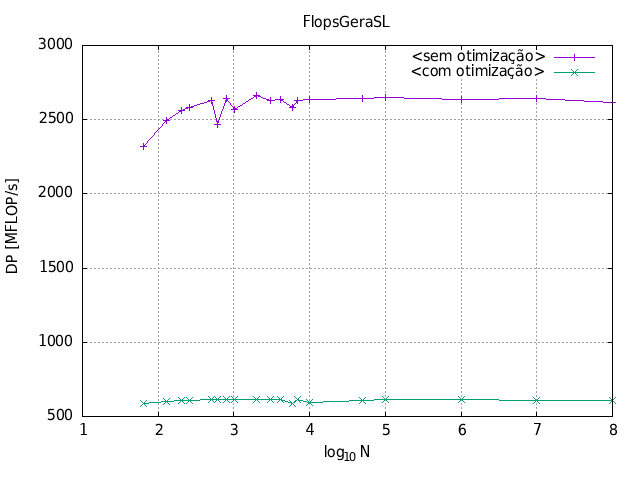 FlopsGeraSL
<sem otimização>
<com otimização>
DP [MFLOP/s]
3000
2500
2000
1500
1000
500
1 2 3 4 5 6 7 8
log10 N